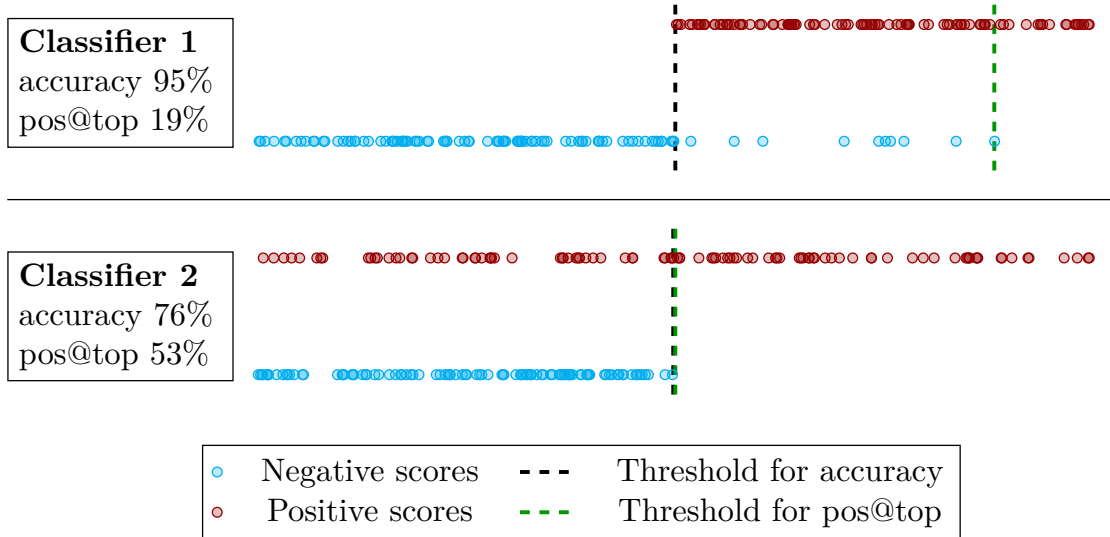 Classifier 1
accuracy 95%
pos@top 19%
Classifier 2
accuracy 76%
pos@top 53%
Negative scores
Threshold for accuracy
Positive scores
Threshold for pos@top